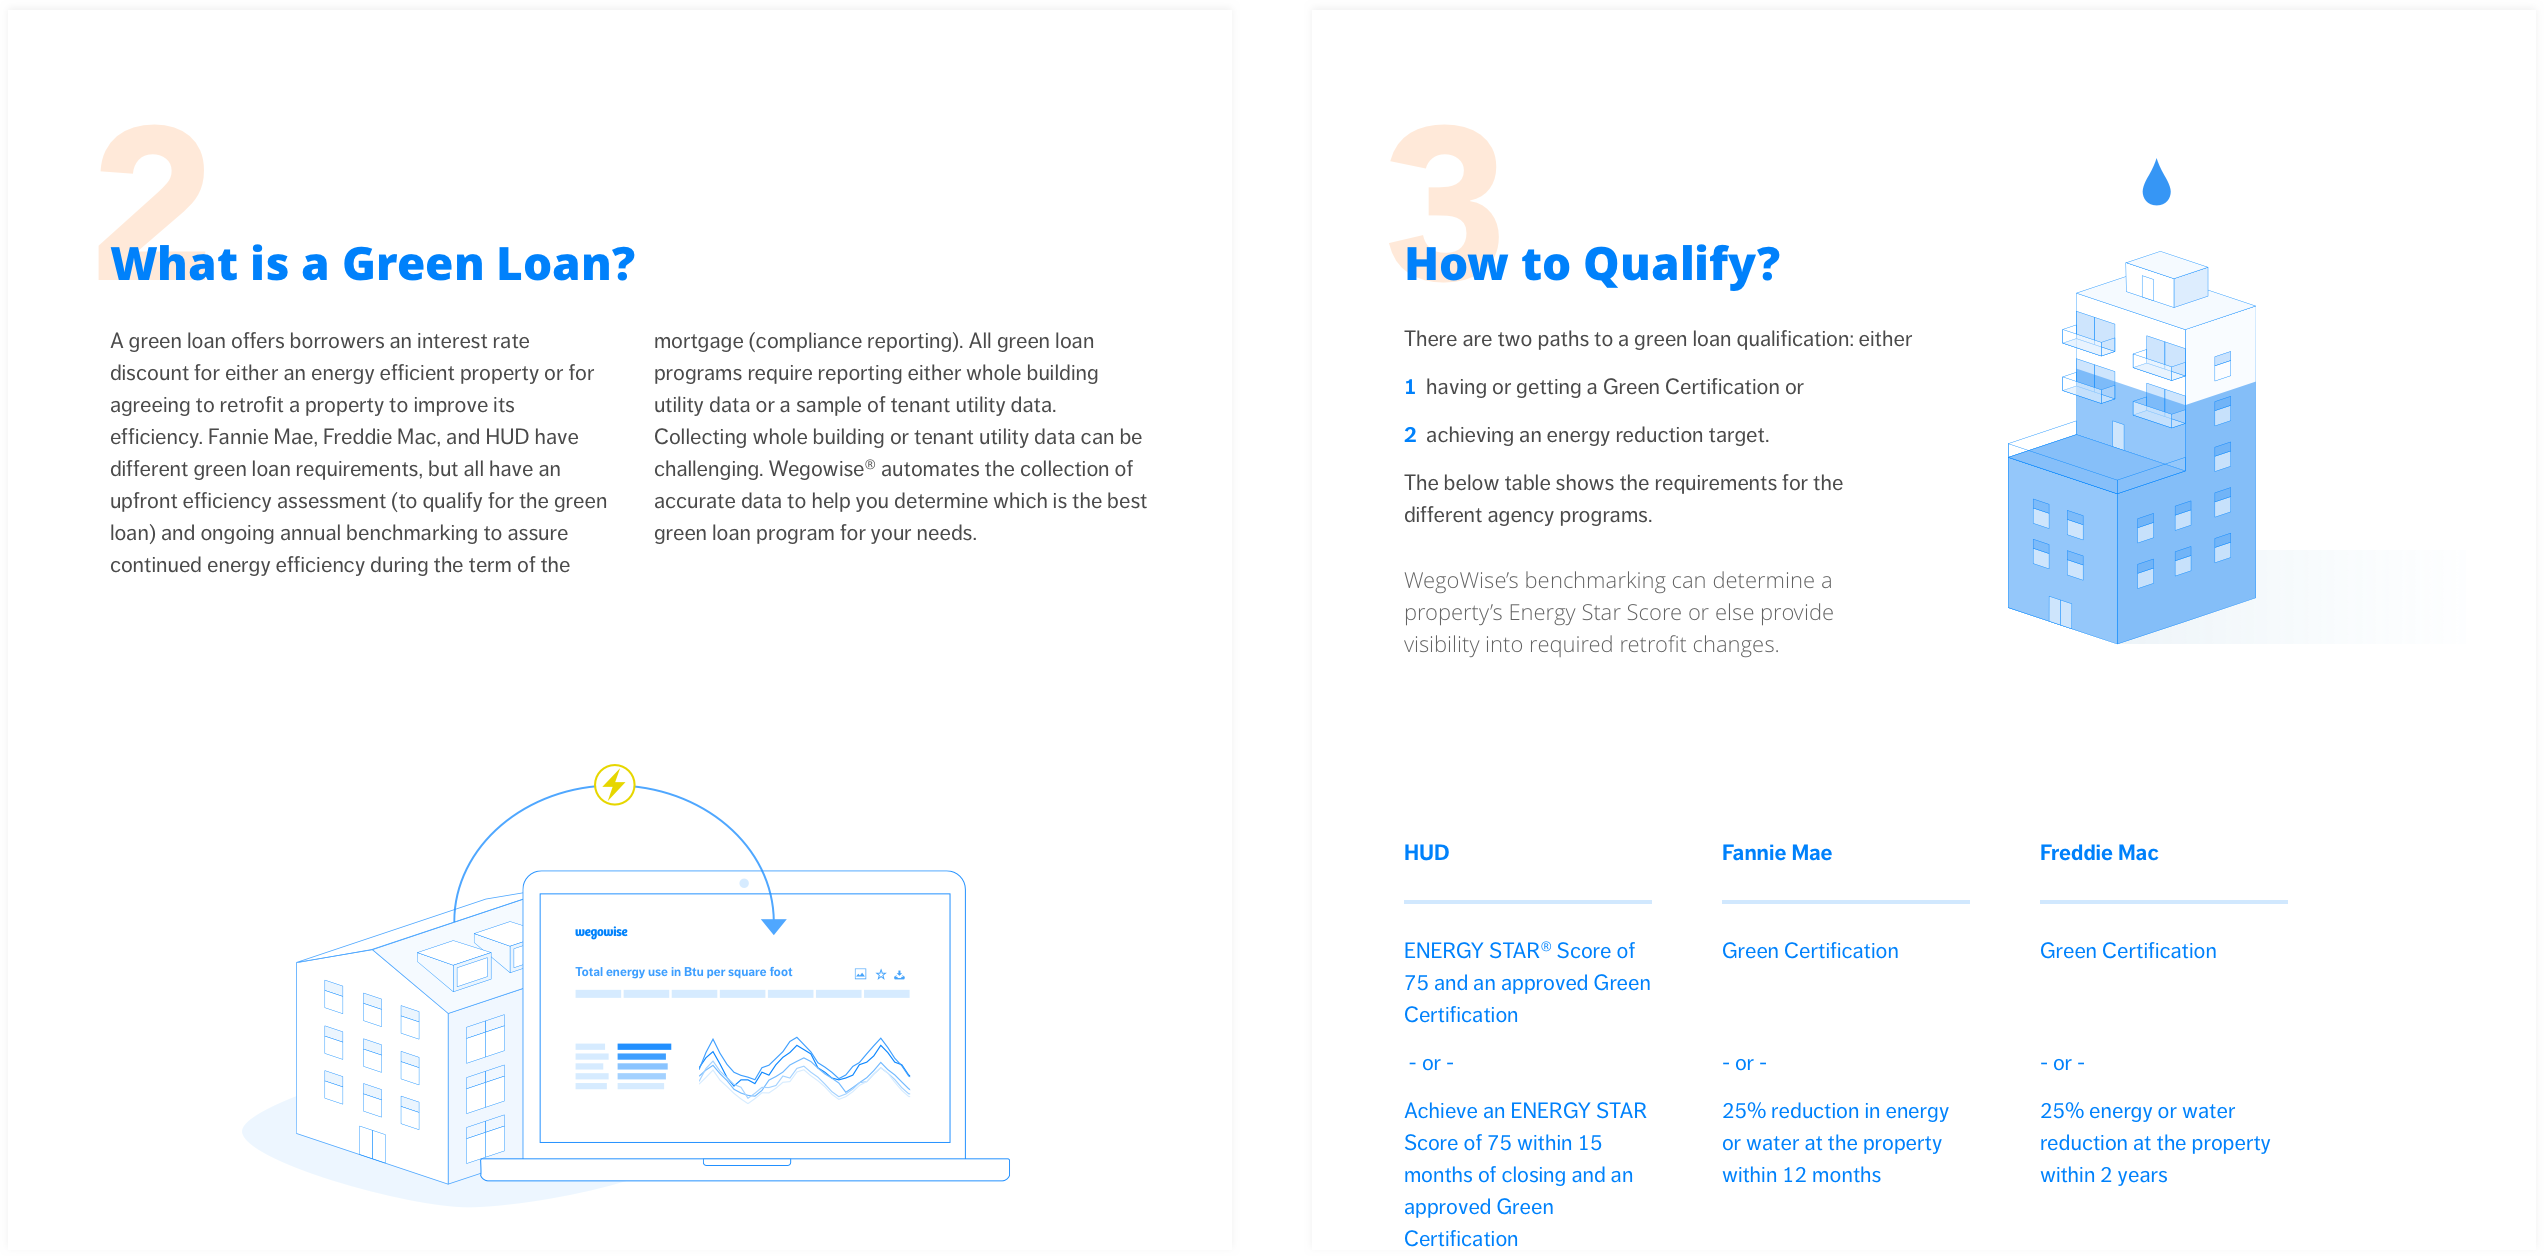 2
What is a Green Loan?
A green loan offers borrowers an interest rate
discount for either an energy efficient property or for
agreeing to retrofit a property to improve its
efficiency. Fannie Mae, Freddie Mac, and HUD have
different green loan requirements, but all have an
upfront efficiency assessment (to qualify for the green
loan) and ongoing annual benchmarking to assure
continued energy efficiency during the term of the
mortgage (compliance reporting). All green loan
programs require reporting either whole building
utility data or a sample of tenant utility data.
Collecting whole building or tenant utility data can be
challenging. Wegowise® automates the collection of
accurate data to help you determine which is the best
green loan program for your needs.
wegowise
Total energy use in Btu per square foot
3
How to Qualify?
There are two paths to a green loan qualification: either
1 having or getting a Green Certification or
2 achieving an energy reduction target.
The below table shows the requirements for the
different agency programs.
WegoWise’s benchmarking can determine a
property’s Energy Star Score or else provide
visibility into required retrofit changes.
HUD
ENERGY STAR® Score of
75 and an approved Green
Certification
- or -
Achieve an ENERGY STAR
Score of 75 within 15
months of closing and an
approved Green
Certification
Fannie Mae
Green Certification
- or -
25% reduction in energy
or water at the property
within 12 months
Freddie Mac
Green Certification
- or -
25% energy or water
reduction at the property
within 2 years